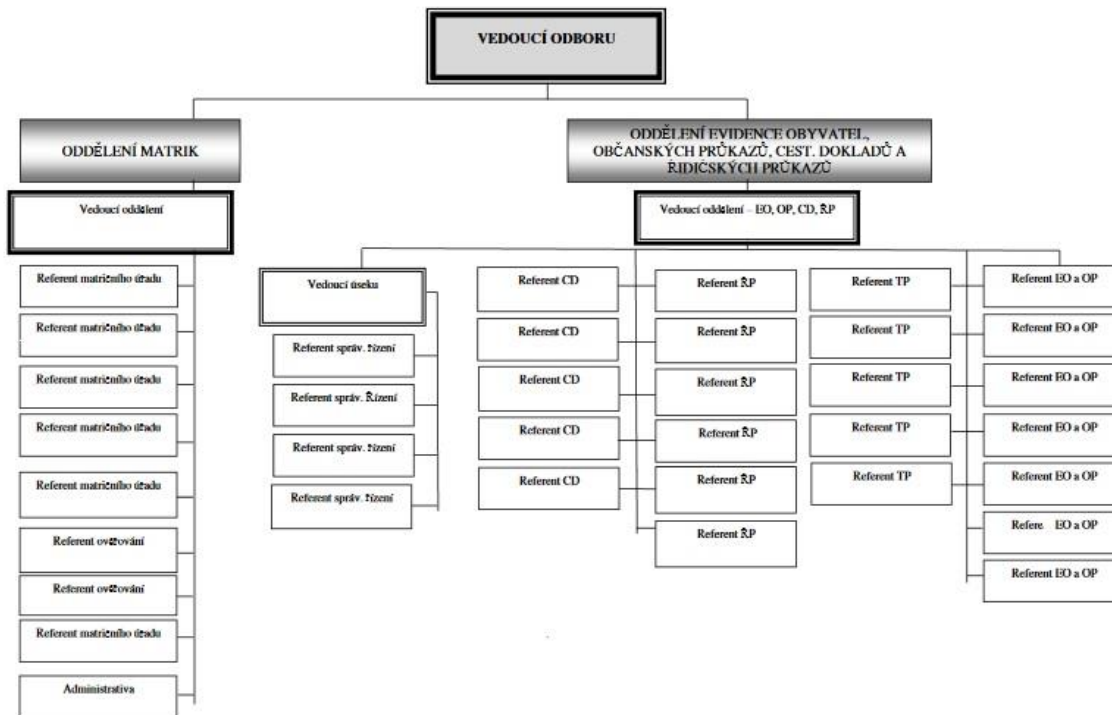 VEDOUCÍ ODBORU
ODDĚLENÍ MATRIK
ODDĚLENÍ EVIDENCE OBYVATEL,
OBČANSKÝCH PRŮKAZŮ, CEST. DOKLADŮ A
ŘIDIČSKÝCH PRŮKAZŮ
Vedoucí oddělení
Referent matričního úřadu
Referent matričního úřadu
Referent matričního úřadu
Referent matričního úřadu
Referent matričního úřadu
Referent ověřování
Referent ověřování
Referent matričního úřadu
Administrativa
Vedoucí oddělení – EO, OP, CD, ŘP
Vedoucí úseku
Referent správ. řízení
Referent správ. Řízení
Referent správ. řízení
Referent správ. řízení
Referent CD
Referent CD
Referent CD
Referent CD
Referent CD
Referent ŘP
Referent ŘP
Referent ŘP
Referent ŘP
Referent ŘP
Referent ŘP
Referent TP
Referent TP
Referent TP
Referent TP
Referent TP
Referent EO a OP
Referent EO a OP
Referent EO a OP
Referent EO a OP
Referent EO a OP
Refere EO a OP
Referent EO a OP